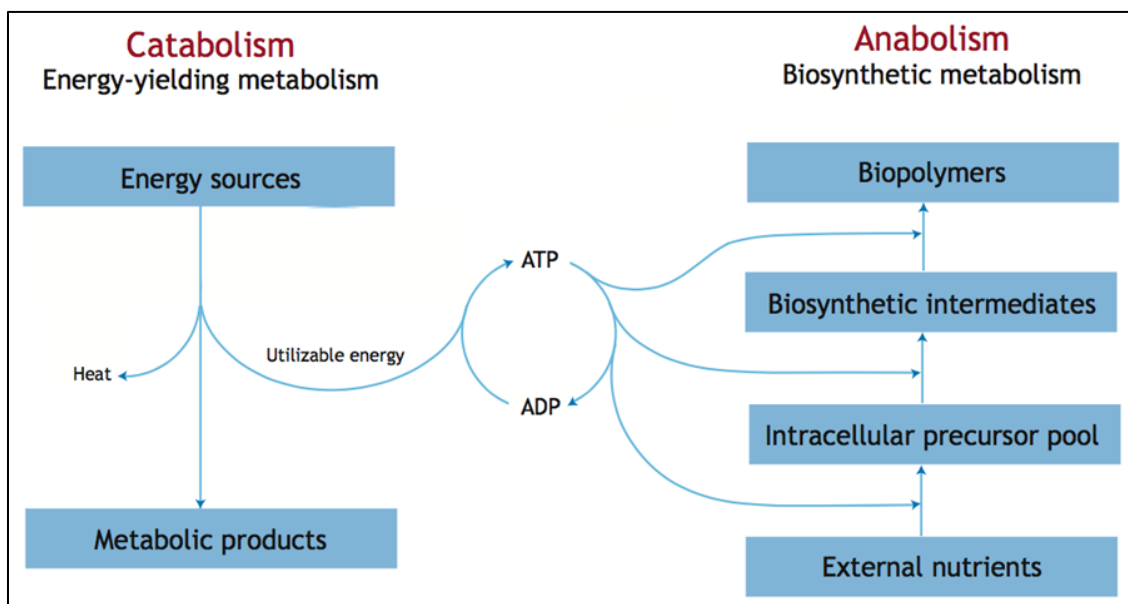 Catabolism
Energy-yielding metabolism
Energy sources
Heat
Utilizable energy
Metabolic products
ATP
ADP
Anabolism
Biosynthetic metabolism
Biopolymers
Biosynthetic intermediates
Intracellular precursor pool
External nutrients